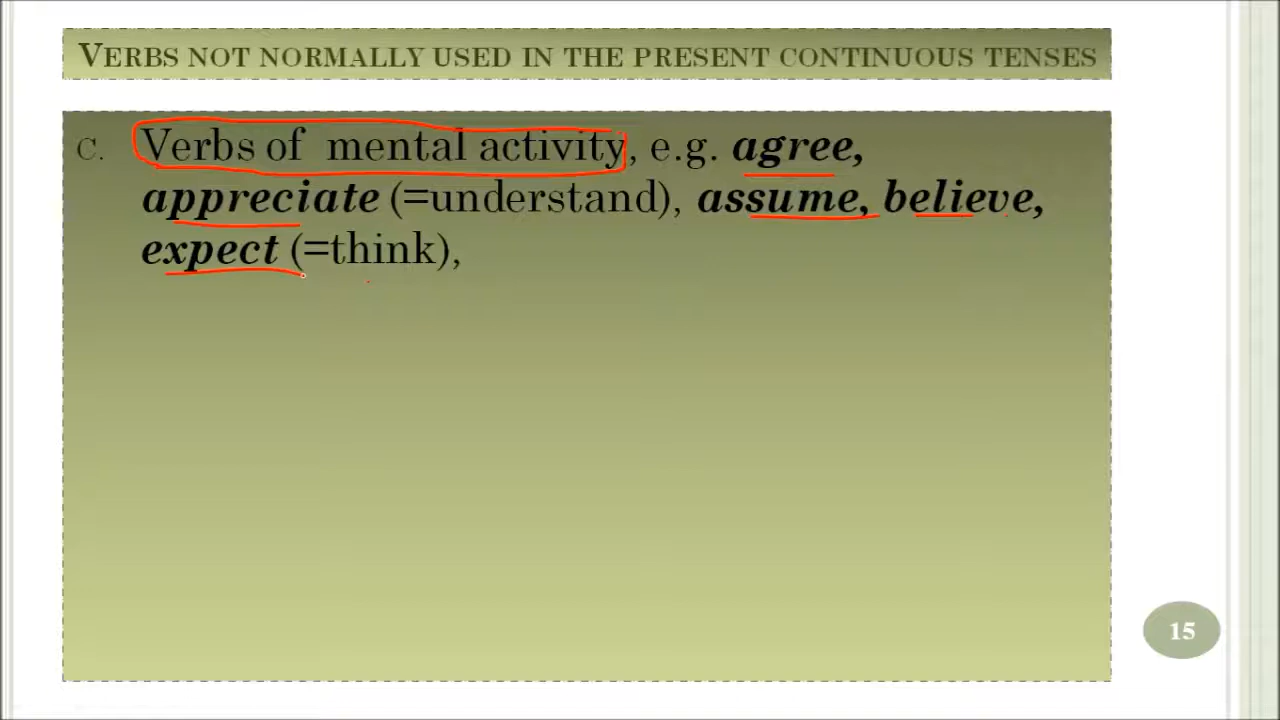 VERBS NOT NORMALLY USED IN THE PRESENT CONTINUOUS TENSES
C. Verbs of mental activity, e.g. agree,
appreciate (=understand), assume, believe,
expect (=think),
15